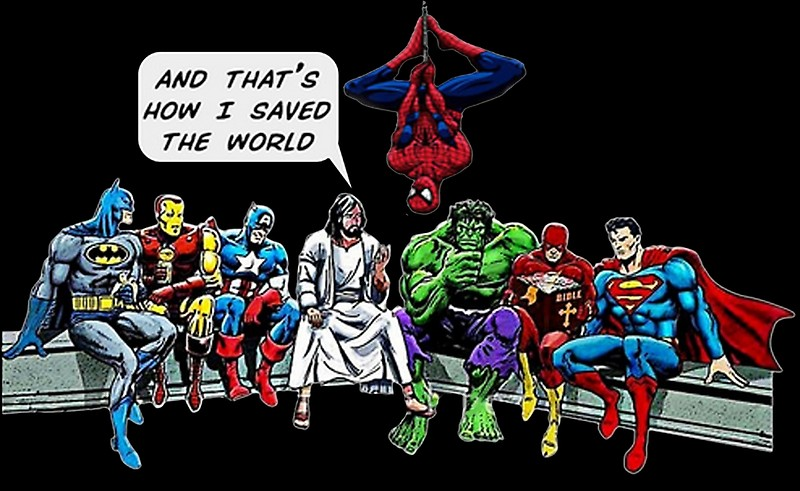 AND THAT'S
HOW I SAVED
THE WORLD
BIBLE
S